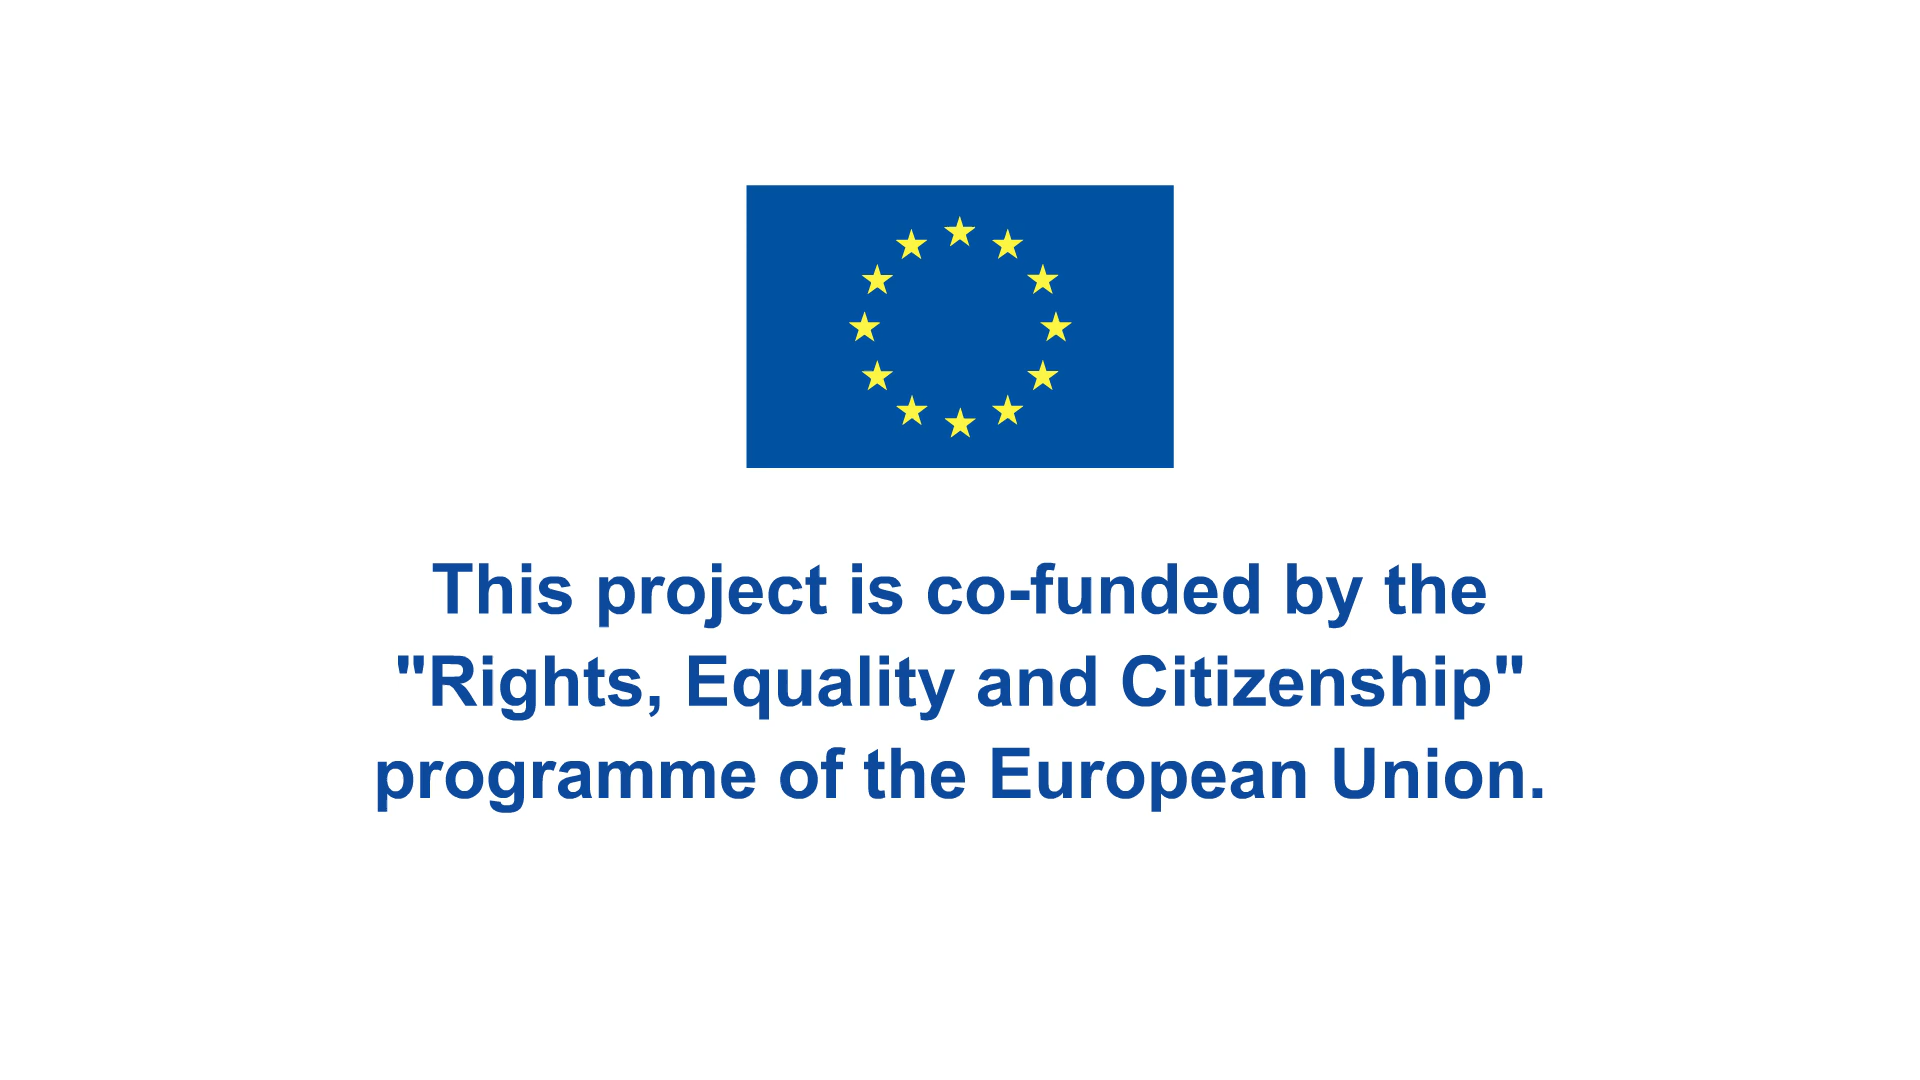 This project is co-funded by the
"Rights, Equality and Citizenship"
programme of the European Union.